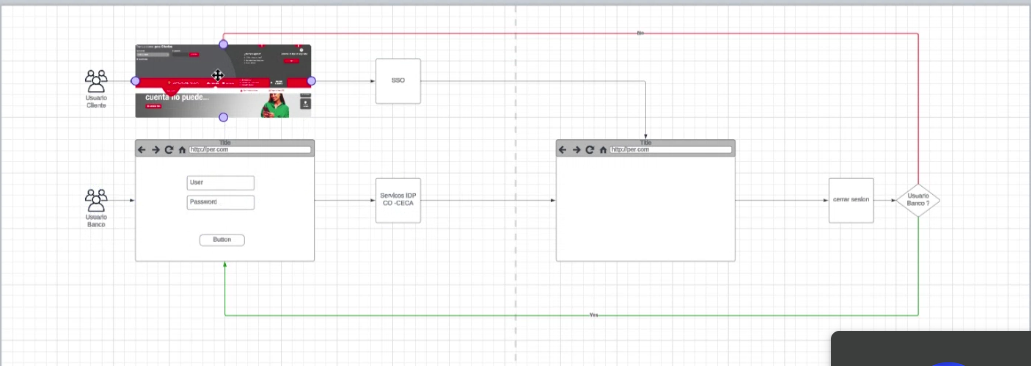 No
cuenta no puede...
Usuario
Cliente
SSO
Title
http://per.com
User
Password
Button
Usuario
Banco
Servicos IDP
CO -CECA
Title
http://per.com
cerrar sesion
Usuario
Banco ?
Yes